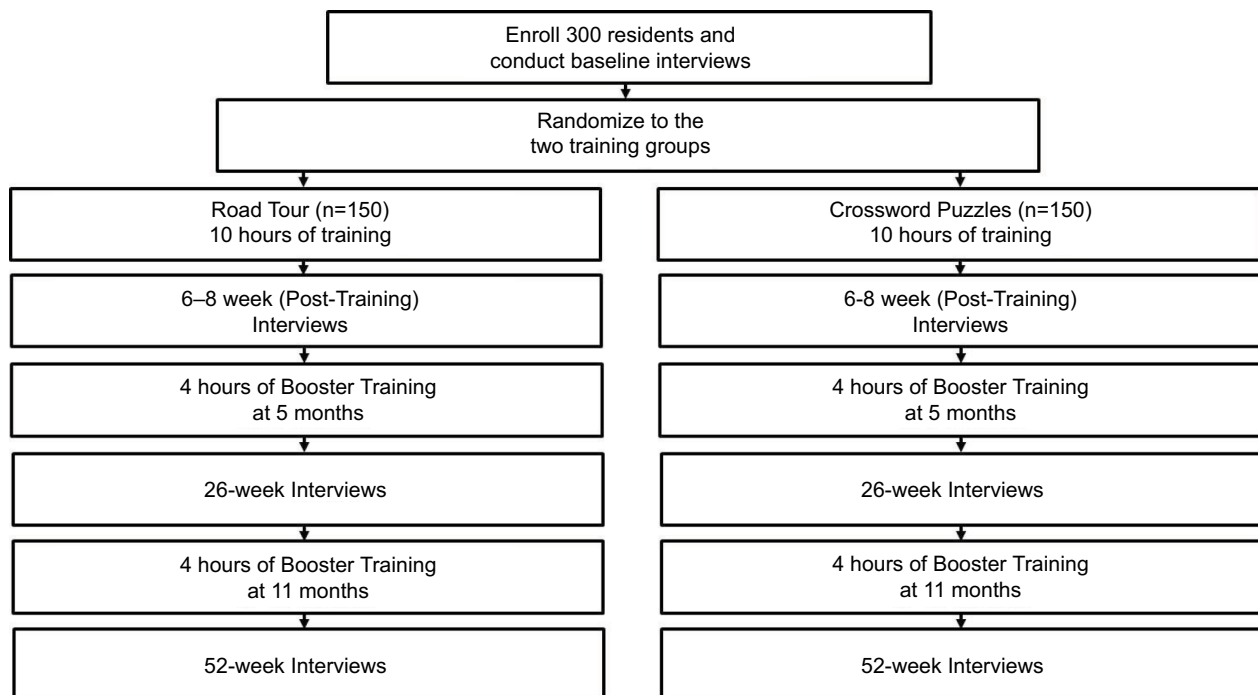 Enroll 300 residents and
conduct baseline interviews
Randomize to the
two training groups
Road Tour (n=150)
10 hours of training
Crossword Puzzles (n=150)
10 hours of training
6–8 week (Post-Training)
Interviews
6-8 week (Post-Training)
Interviews
4 hours of Booster Training
at 5 months
4 hours of Booster Training
at 5 months
26-week Interviews
26-week Interviews
4 hours of Booster Training
at 11 months
4 hours of Booster Training
at 11 months
52-week Interviews
52-week Interviews